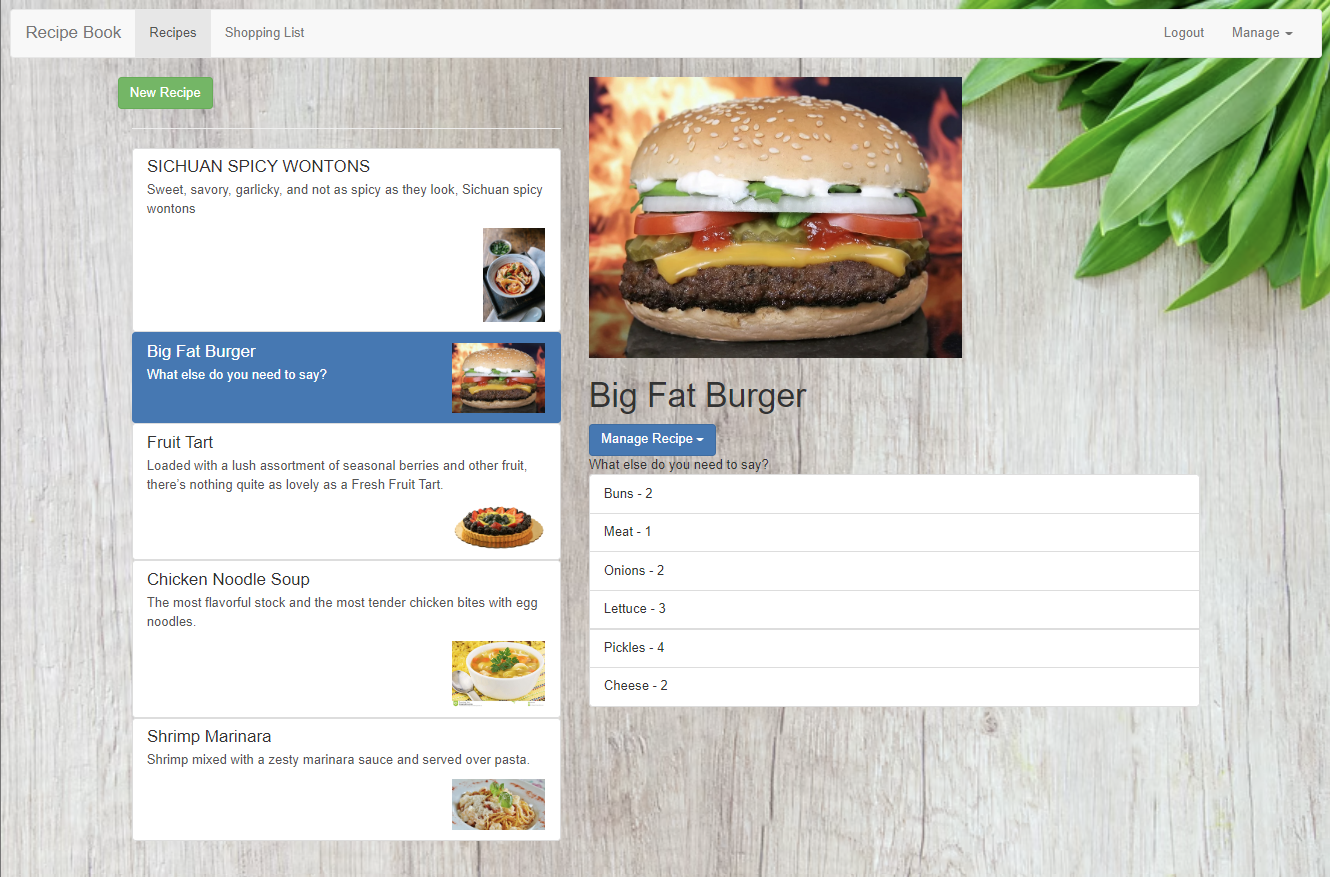 Recipe Book
Recipes
Shopping List
Logout
Manage
New Recipe
SICHUAN SPICY WONTONS
Sweet, savory, garlicky, and not as spicy as they look, Sichuan spicy
wontons
Big Fat Burger
What else do you need to say?
Fruit Tart
Loaded with a lush assortment of seasonal berries and other fruit,
there’s nothing quite as lovely as a Fresh Fruit Tart.
Chicken Noodle Soup
The most flavorful stock and the most tender chicken bites with egg
noodles.
Shrimp Marinara
Shrimp mixed with a zesty marinara sauce and served over pasta.
Big Fat Burger
Manage Recipe
What else do you need to say?
Buns - 2
Meat - 1
Onions - 2
Lettuce - 3
Pickles - 4
Cheese - 2